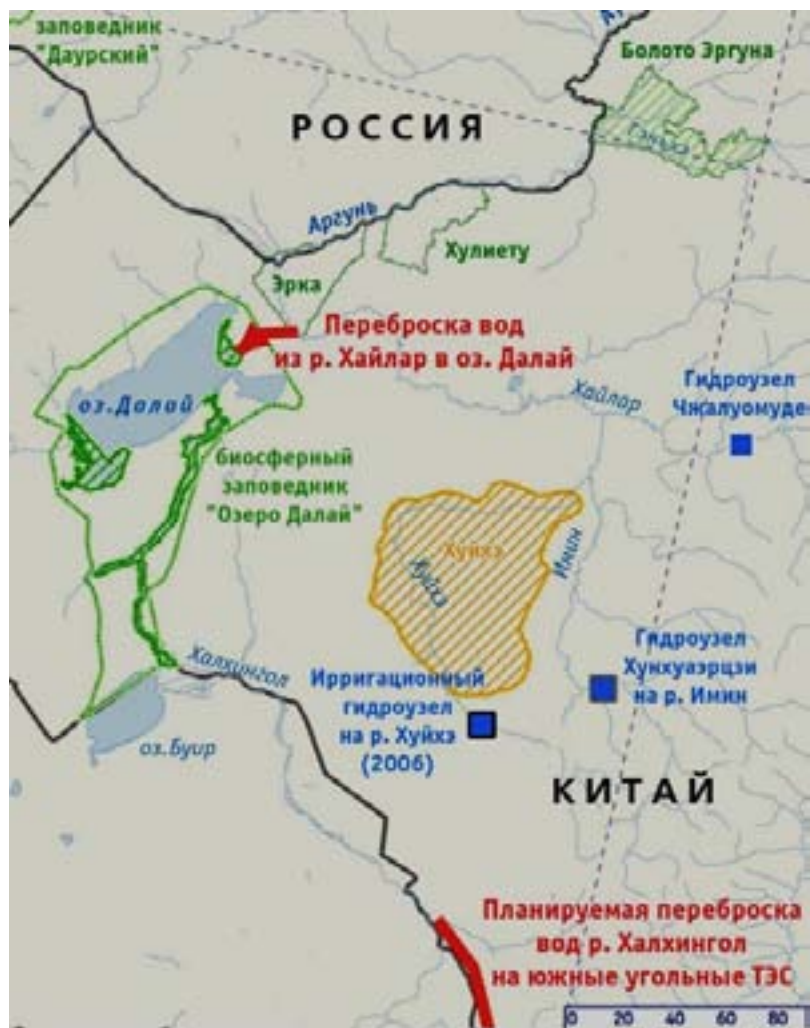 заповедник
"Даурский"
Болото Эргуна
РОССИЯ
Аргунь
Хулиету
Эрка
Переброска вод
из р. Хайлар в оз. Далай
Хайлар
Гидроузел
Чжалуомуде
оз.Далай
биосферный
заповедник
"Озеро Далай"
Хуйхэ
Хуйхэ
Имин
Гидроузел
Хунхуаэрцзи
на р. Имин
Халхингол
Ирригационный
гидроузел
на р. Хуйхэ
(2006)
оз.Буир
КИТАЙ
Планируемая переброска
вод р. Халхингол
на южные угольные ТЭС
0 20 40 60 80